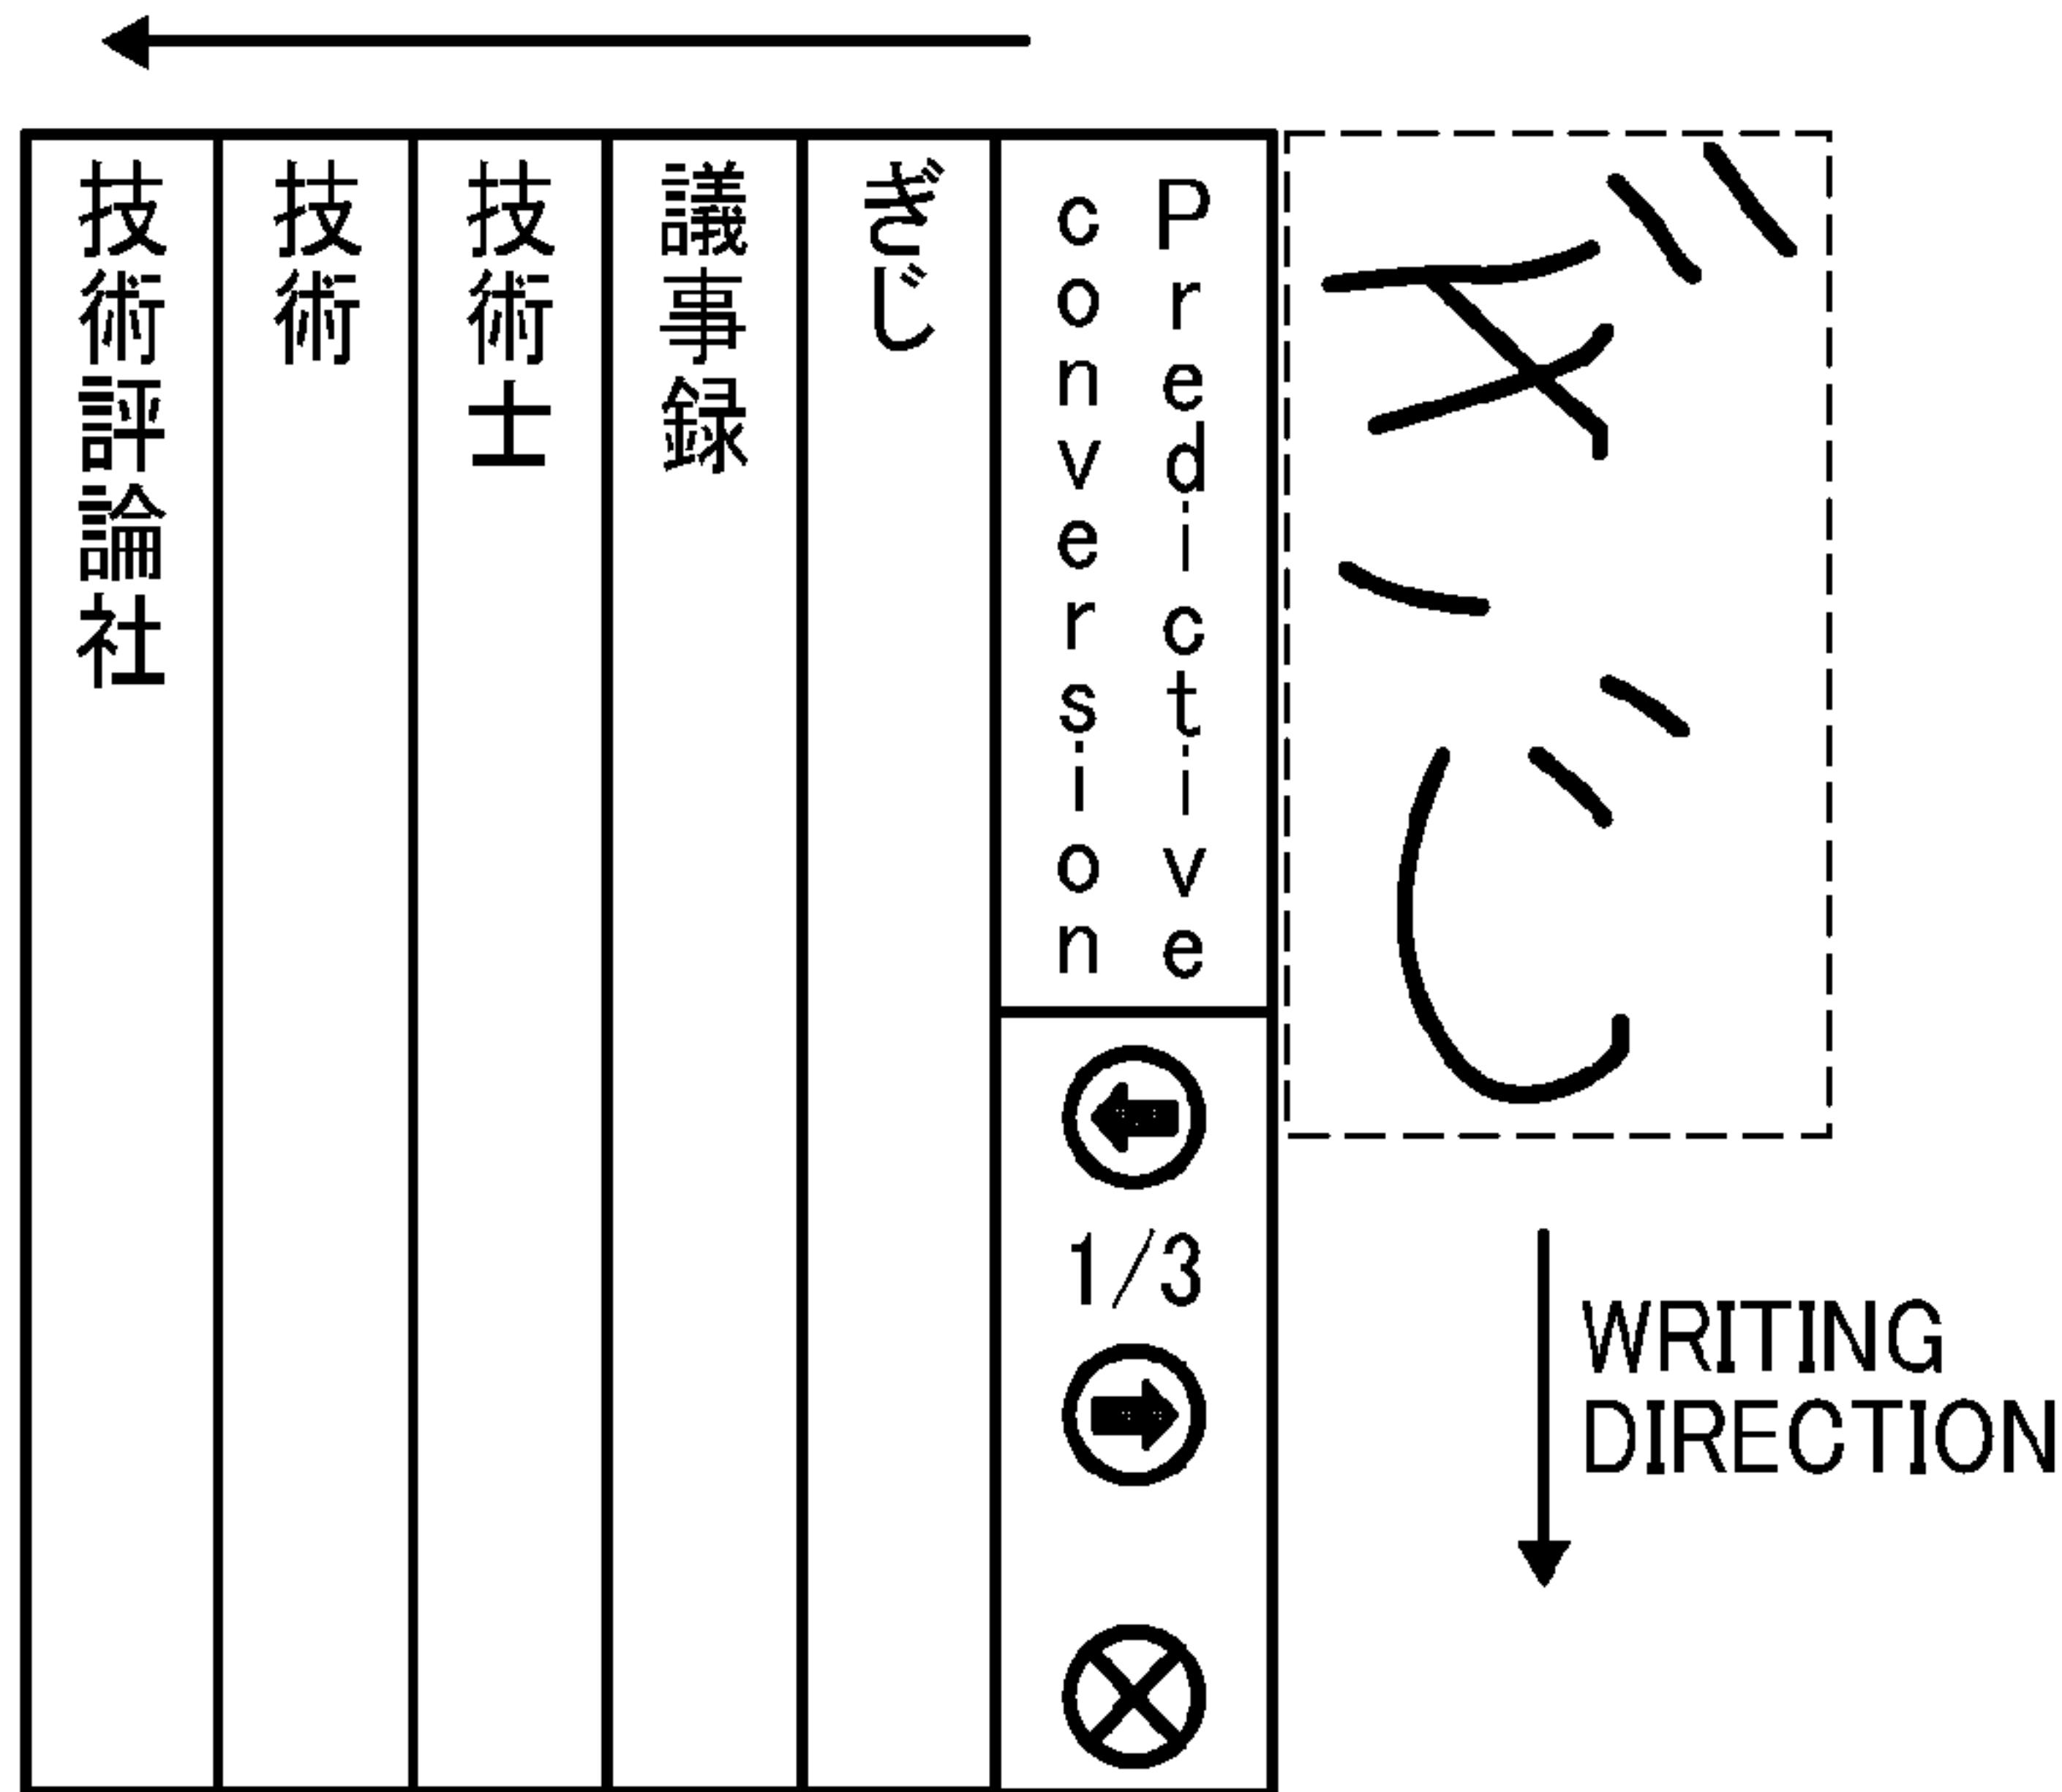 ぎじ
Predictive
conversion
1/3
ぎじ
議事録
技術士
技術
技術評論社
WRITING
DIRECTION